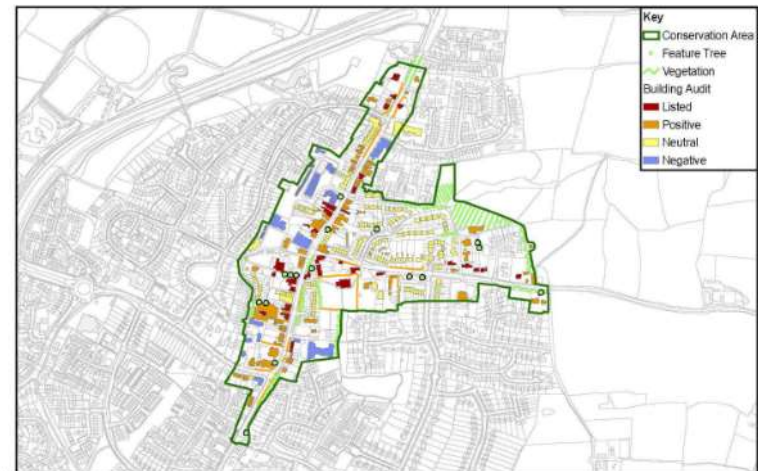 Key
Conservation Area
Feature Tree
Vegetation
Building Audit
Listed
Positive
Neutral
Negative